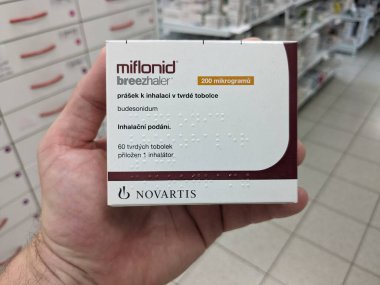 miflonid®
breezhaler®
200 mikrogramů
prášek k inhalaci v tvrdé tobolce
budesonidum
Inhalační podání.
60 tvrdých tobolek
přiložen 1 inhalátor
NOVARTIS